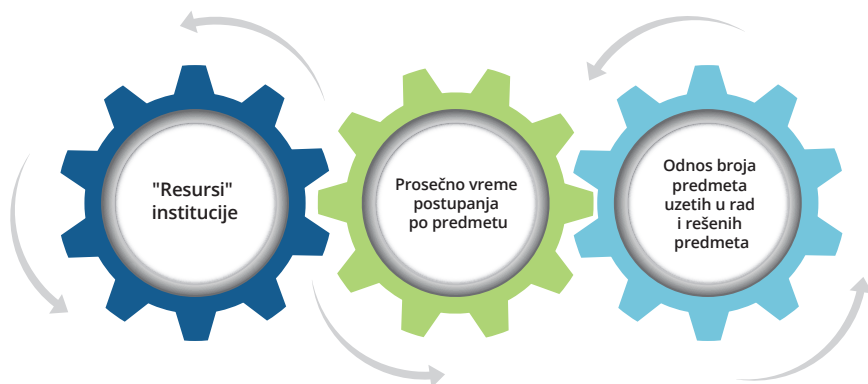 "Resursi"
institucije
Prosečno vreme
postupanja
po predmetu
Odnos broja
predmeta
uzetih u rad
i rešenih
predmeta